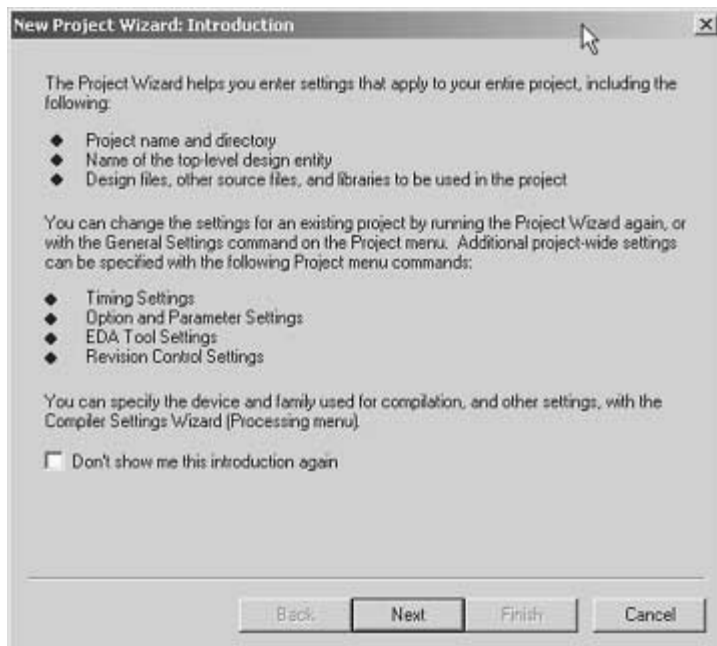 New Project Wizard: Introduction
The Project Wizard helps you enter settings that apply to your entire project, including the
following:
Project name and directory
Name of the top-level design entity
Design files, other source files, and libraries to be used in the project
You can change the settings for an existing project by running the Project Wizard again, or
with the General Settings command on the Project menu. Additional project-wide settings
can be specified with the following Project menu commands:
Timing Settings
Option and Parameter Settings
EDA Tool Settings
Revision Control Settings
You can specify the device and family used for compilation, and other settings, with the
Compiler Settings Wizard (Processing menu).
Don't show me this introduction again
Back Next Finish Cancel